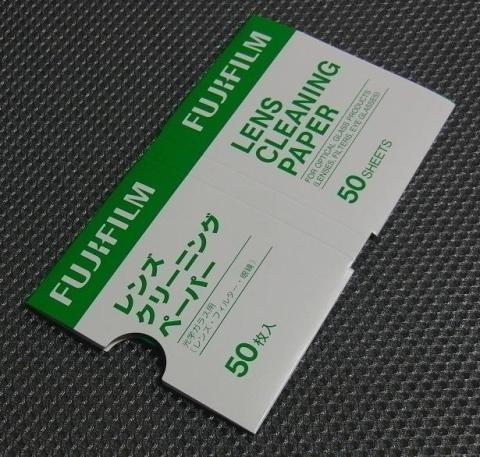 FUJIFILM
LENS
CLEANING
PAPER
FOR OPTICAL GLASS PRODUCTS
(LENSES, FILTERS, EYE GLASSES)
50 SHEETS
FUJIFILM
レンズ
クリーニング
ペーパー
光学ガラス用
(レンズ・フィルター・眼鏡)
50枚入